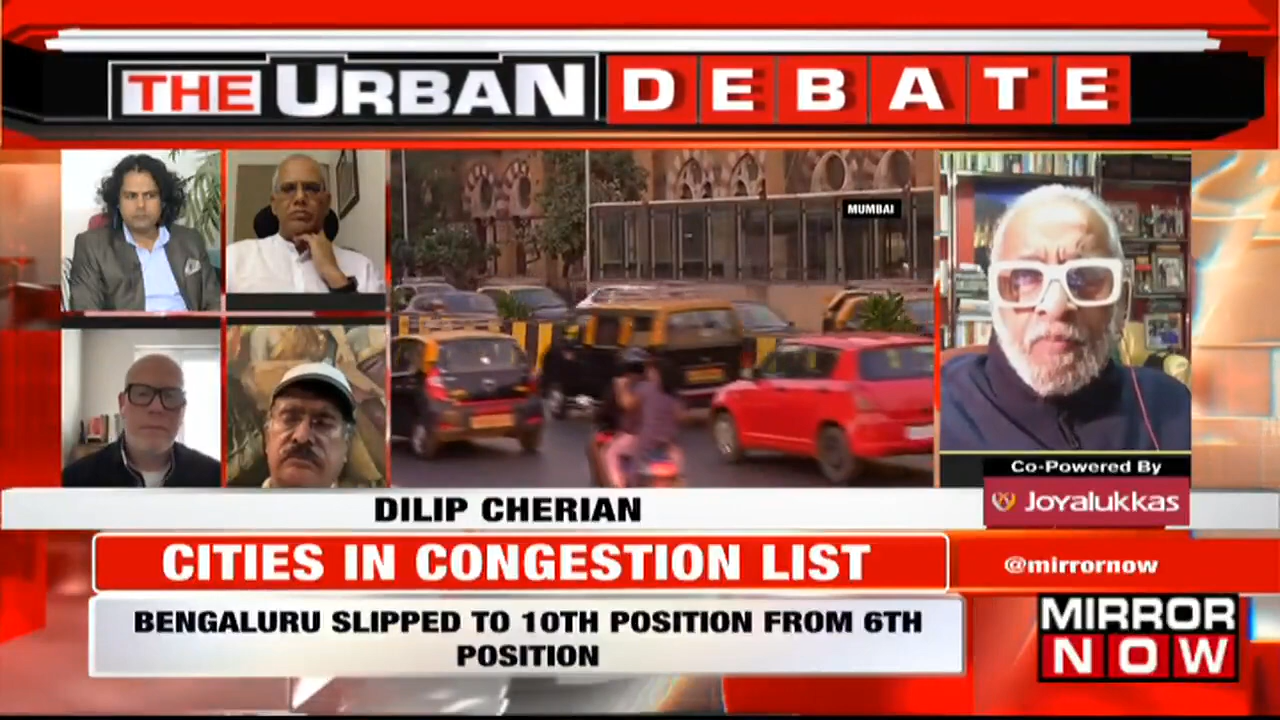 THE URBAN DEBATE
MUMBAI
Co-Powered By
Joyalukkas
DILIP CHERIAN
CITIES IN CONGESTION LIST
@mirrornow
BENGALURU SLIPPED TO 10TH POSITION FROM 6TH
POSITION
MIRROR
NOW